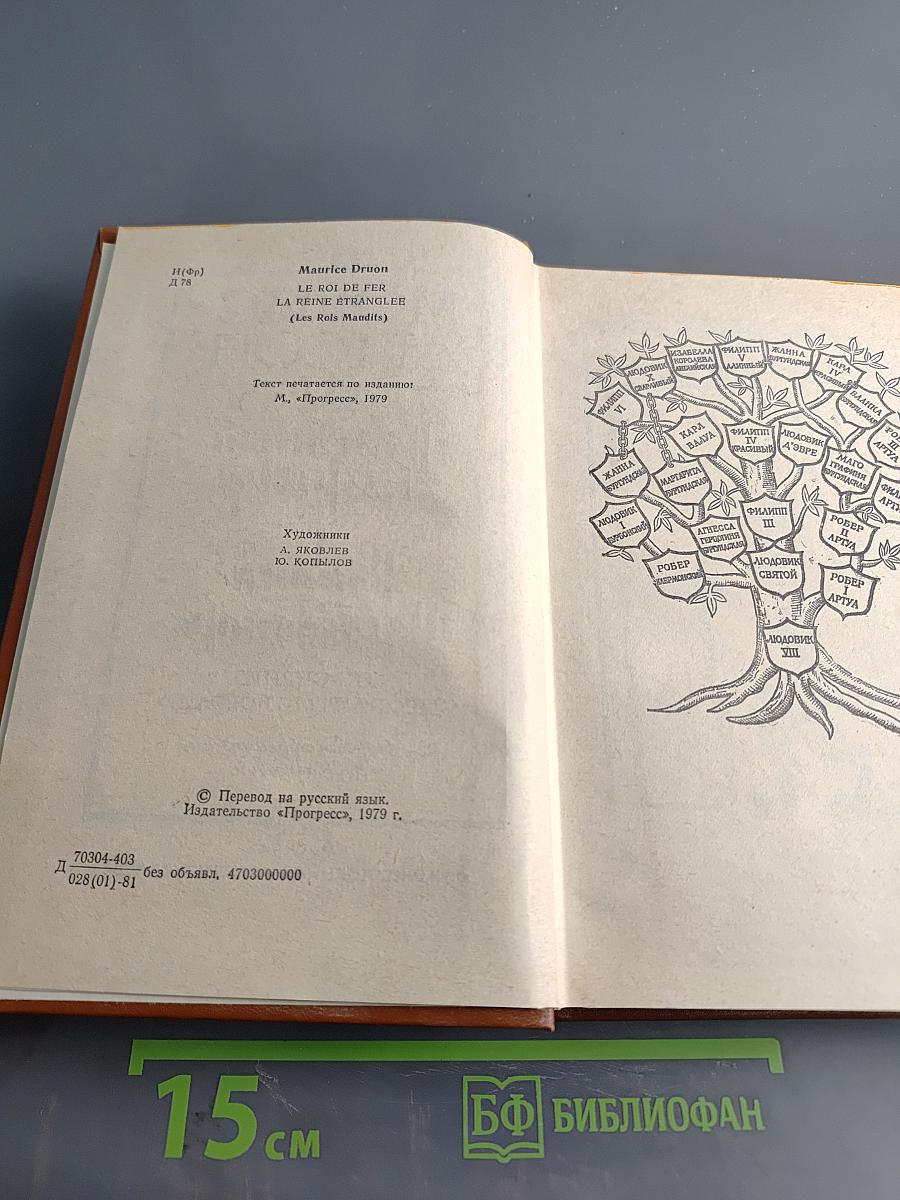 И(Фр)
Д 78
Maurice Druon
LE ROI DE FER
LA REINE ÉTRANGLEE
(Les Rois Maudits)
Текст печатается по изданию:
М., «Прогресс», 1979
Художники
А. ЯКОВЛЕВ
Ю. КОПЫЛОВ
© Перевод на русский язык.
Издательство «Прогресс», 1979 г.
Д 70304-403
028(01)-81
без объявл. 4703000000
ФИЛИПП
VI
ЛЮДОВИК
X
СВАРЛИВЫЙ
ИЗАБЕЛЛА
КОРОЛЕВА
АНГЛИЙСКАЯ
ФИЛИПП
V
ДЛИННЫЙ
ЖАННА
БУРГУНДСКАЯ
КАРЛ
IV
КРАСИВЫЙ
БЛАНКА
БУРГУНДСКАЯ
III
АРТУА
ЖАННА
БУРГУНДСКАЯ
МАРГАРИТА
БУРГУНДСКАЯ
КАРЛ
ВАЛУА
ФИЛИПП
IV
КРАСИВЫЙ
ЛЮДОВИК
Д'ЭВРЕ
МАГО
ГРАФИНЯ
БУРГУНДСКАЯ
ЛЮДОВИК
I
БУРБОНСКИЙ
АГНЕССА
ГЕРЦОГИНЯ
БУРГУНДСКАЯ
ФИЛИПП
III
РОБЕР
II
АРТУА
РОБЕР
КЛЕРМОНСКИЙ
ЛЮДОВИК
СВЯТОЙ
РОБЕР
I
АРТУА
ЛЮДОВИК
VIII
15 см
БФ БИБЛИОФАН